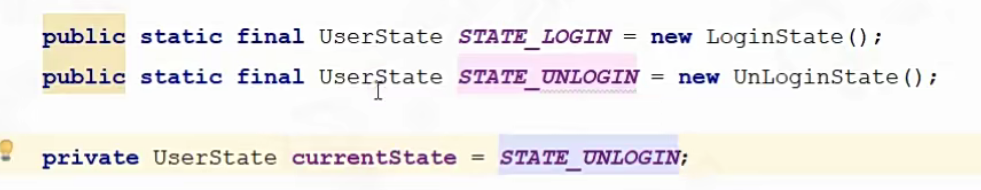 public static final UserState STATE_LOGIN = new LoginState();
public static final UserState STATE_UNLOGIN = new UnLoginState();
private UserState currentState = STATE_UNLOGIN;